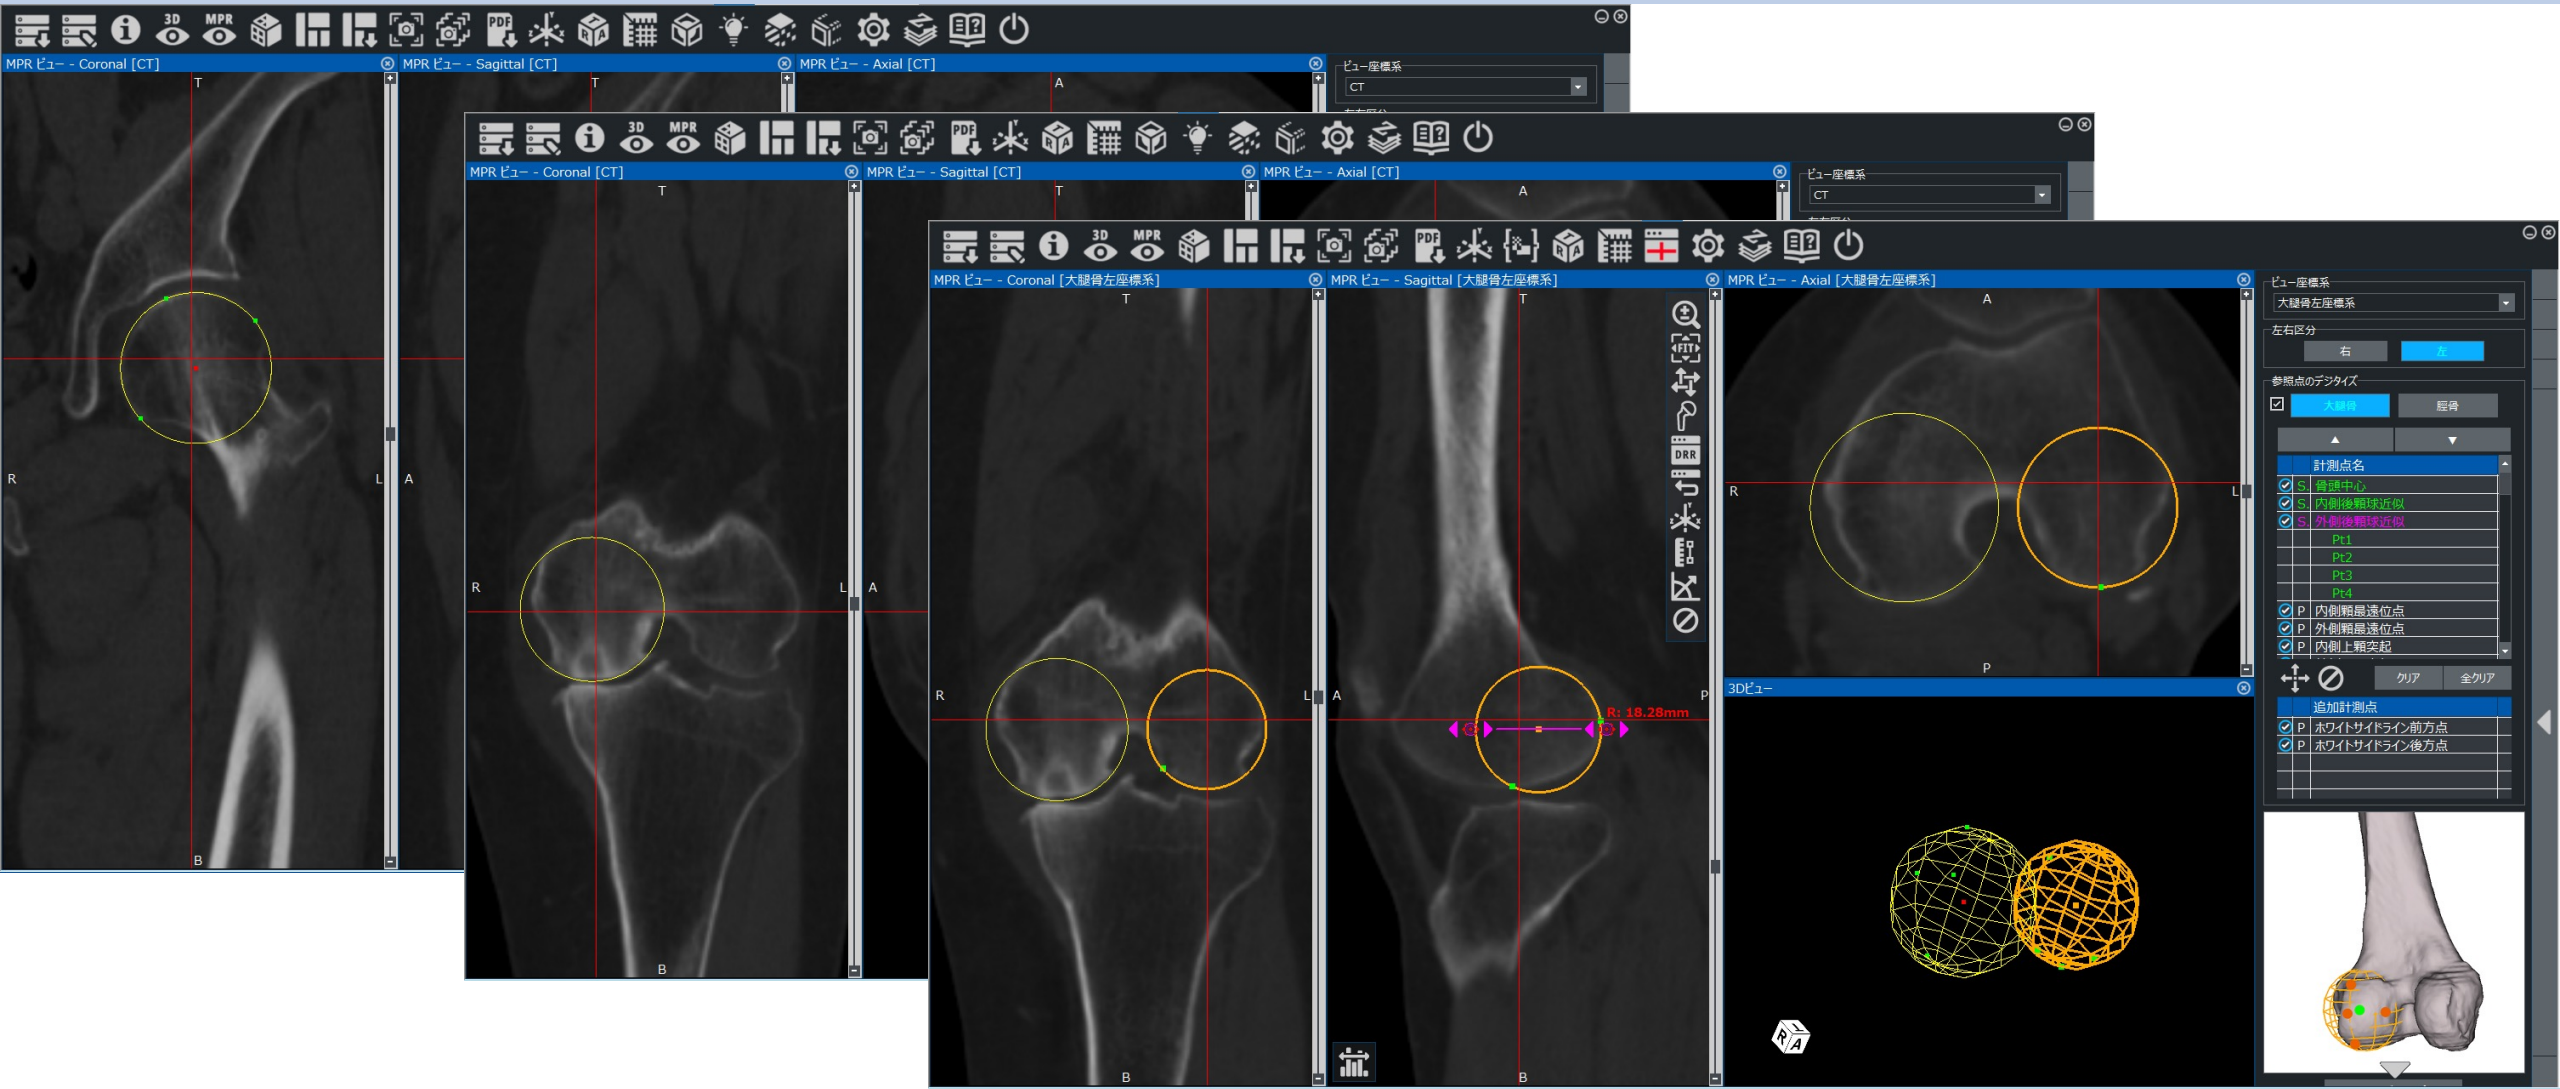 3D
MPR
PDF
MPR ビュー - Coronal [CT]
MPR ビュー - Sagittal [CT]
MPR ビュー - Axial [CT]
ビュー座標系
CT
T
T
A
R
L
A
B
3D
MPR
PDF
MPR ビュー - Coronal [CT]
MPR ビュー - Sagittal [CT]
MPR ビュー - Axial [CT]
ビュー座標系
CT
T
T
A
R
L
A
B
3D
MPR
PDF
MPR ビュー - Coronal [大腿骨左座標系]
MPR ビュー - Sagittal [大腿骨左座標系]
MPR ビュー - Axial [大腿骨左座標系]
T
T
A
R
L
A
P
R
L
FIT
DRR
R: 18.28mm
B
B
P
3Dビュー
R A
ビュー座標系
大腿骨左座標系
左右区分
右
左
参照点のデジタイズ
大腿骨
脛骨
▲
▼
計測点名
S. 骨頭中心
S. 内側後顆球近似
S. 外側後顆球近似
Pt1
Pt2
Pt3
Pt4
P 内側顆最遠位点
P 外側顆最遠位点
P 内側上顆突起
クリア
全クリア
追加計測点
P ホワイトサイドライン前方点
P ホワイトサイドライン後方点